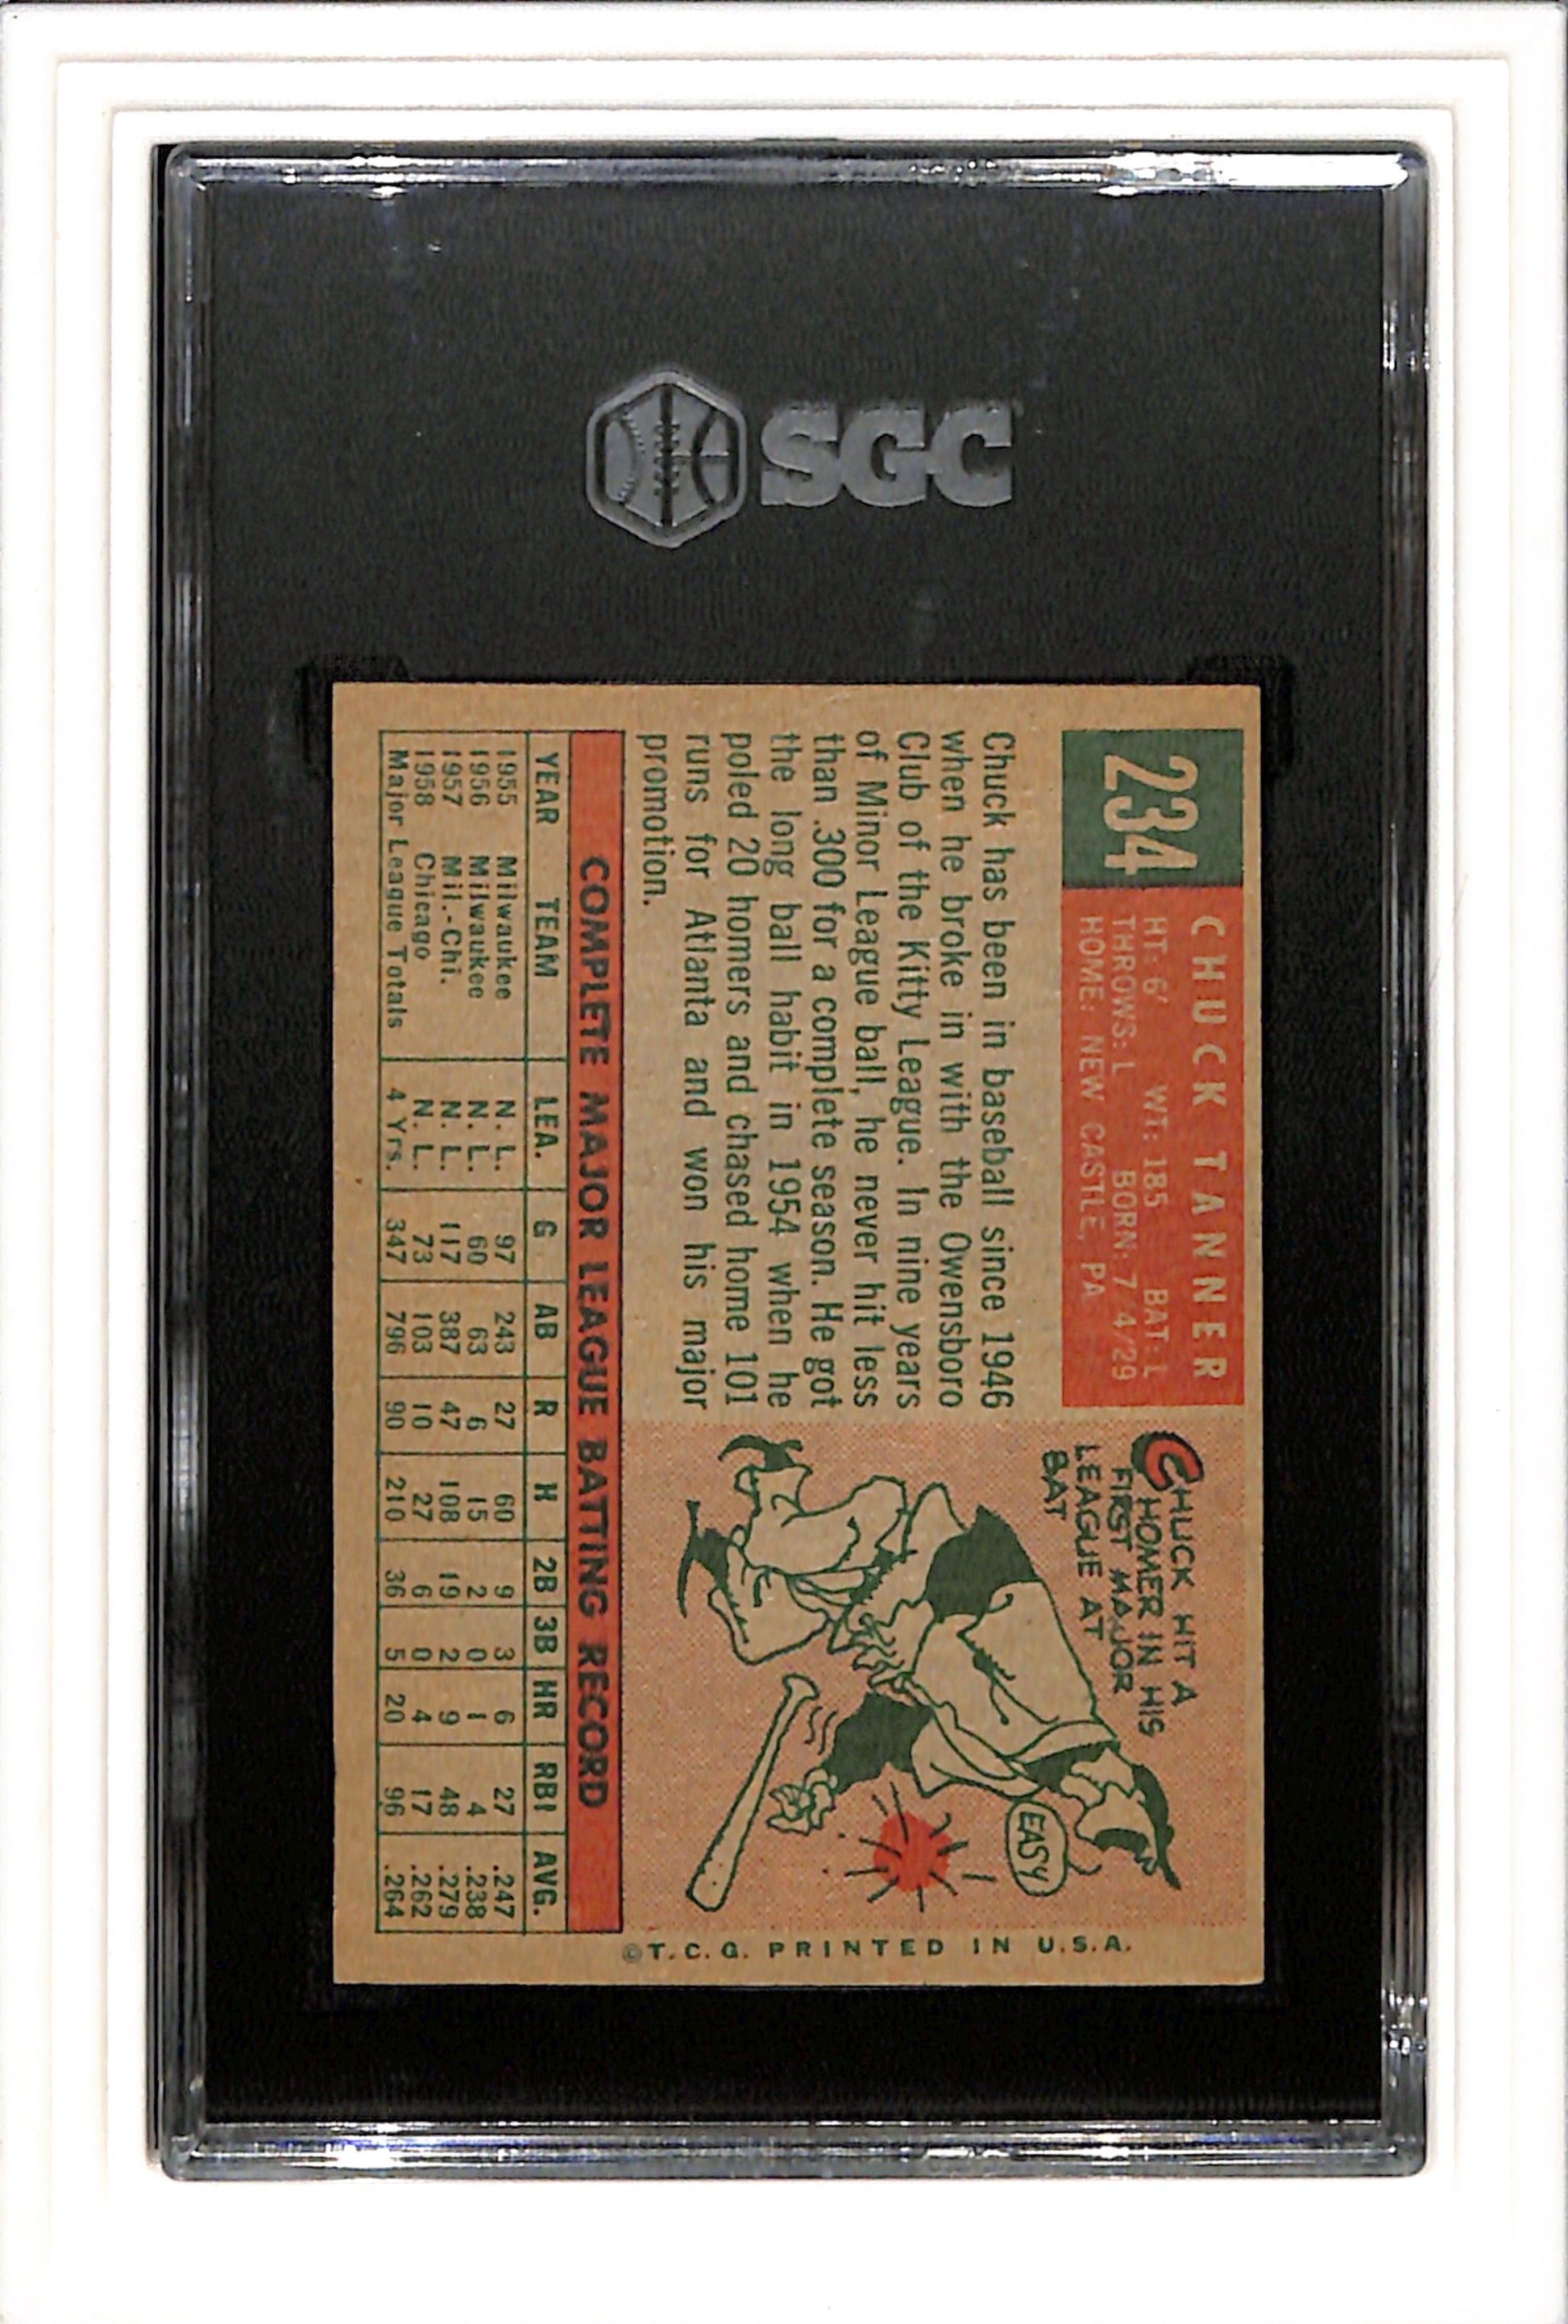 SGC
234
CHUCK TANNER
HT: 6' WT: 185 BAT: L
THROWS: L BORN: 7/4/29
HOME: NEW CASTLE, PA
Chuck has been in baseball since 1946
when he broke in with the Owensboro
Club of the Kitty League. In nine years
of Minor League ball, he never hit less
than .300 for a complete season. He got
the long ball habit in 1954 when he
poled 20 homers and chased home 101
runs for Atlanta and won his major
promotion.
CHUCK HIT A
HOMER IN HIS
FIRST MAJOR
LEAGUE AT
BAT
EASY
COMPLETE MAJOR LEAGUE BATTING RECORD
YEAR TEAM LEA. G AB R H 2B 3B HR RBI AVG.
1955 Milwaukee N. L. 97 243 27 60 9 3 6 27 .247
1956 Milwaukee N. L. 60 63 6 15 2 0 1 4 .238
1957 Mil.-Chi. N. L. 117 387 47 108 19 2 9 48 .279
1958 Chicago N. L. 73 103 10 27 6 0 4 17 .262
Major League Totals 4 Yrs. 347 796 90 210 36 5 20 96 .264
©T.C.G. PRINTED IN U.S.A.